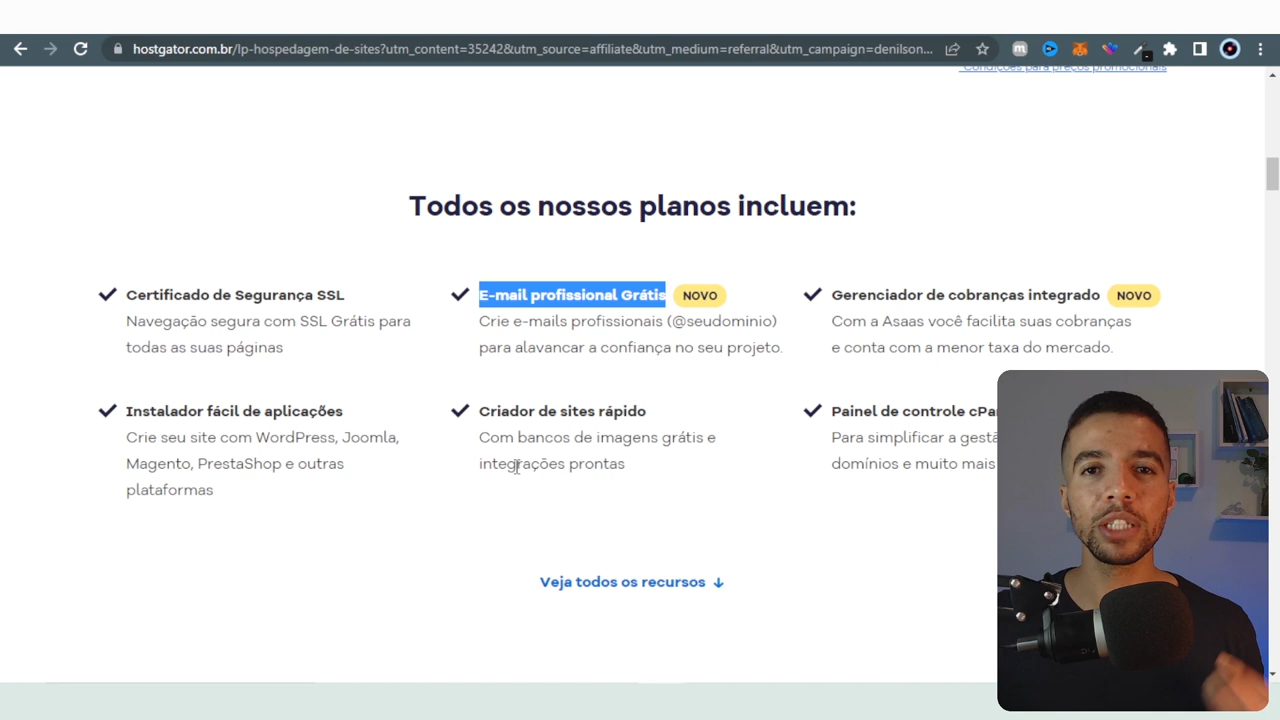 hostgator.com.br/lp-hospedagem-de-sites?utm_content=35242&utm_source=affiliate&utm_medium=referral&utm_campaign=denilson...
Condições para preços promocionais
Todos os nossos planos incluem:
Certificado de Segurança SSL
Navegação segura com SSL Grátis para
todas as suas páginas
E-mail profissional Grátis NOVO
Crie e-mails profissionais (@seudominio)
para alavancar a confiança no seu projeto.
Gerenciador de cobranças integrado NOVO
Com a Asaas você facilita suas cobranças
e conta com a menor taxa do mercado.
Instalador fácil de aplicações
Crie seu site com WordPress, Joomla,
Magento, PrestaShop e outras
plataformas
Criador de sites rápido
Com bancos de imagens grátis e
integrações prontas
Painel de controle cPa
Para simplificar a gestã
domínios e muito mais
Veja todos os recursos ↓